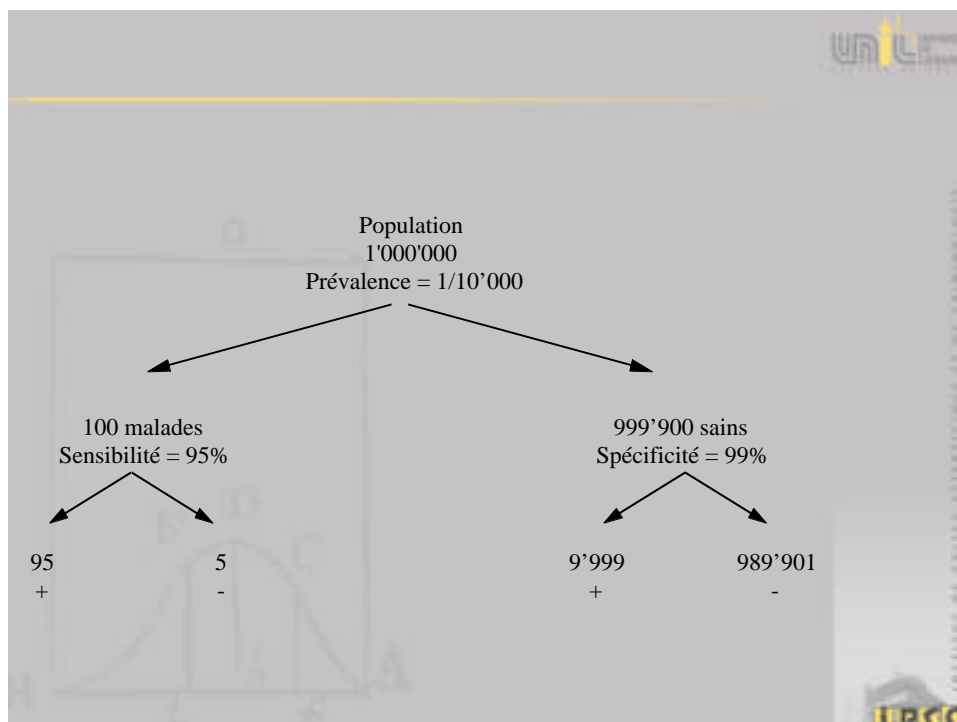 Unil
Population
1'000'000
Prévalence = 1/10’000
100 malades
Sensibilité = 95%
999’900 sains
Spécificité = 99%
95
5
9’999
989’901
+
-
+
-